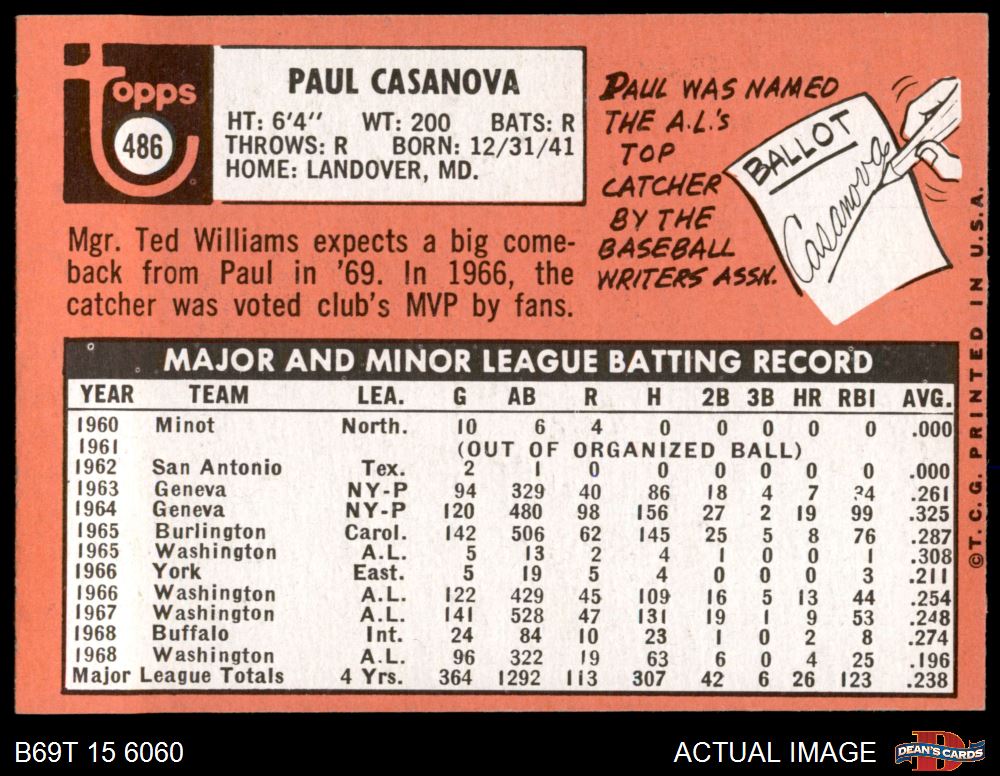 topps
486
PAUL CASANOVA
HT: 6'4" WT: 200 BATS: R
THROWS: R BORN: 12/31/41
HOME: LANDOVER, MD.
Mgr. Ted Williams expects a big come-
back from Paul in '69. In 1966, the
catcher was voted club's MVP by fans.
PAUL WAS NAMED
THE A.L.'s
TOP
CATCHER
BY THE
BASEBALL
WRITERS ASSN.
BALLOT
Casanova
MAJOR AND MINOR LEAGUE BATTING RECORD
YEAR TEAM LEA. G AB R H 2B 3B HR RBI AVG.
1960 Minot North. 10 6 4 0 0 0 0 0 .000
1961 (OUT OF ORGANIZED BALL)
1962 San Antonio Tex. 2 1 0 0 0 0 0 0 .000
1963 Geneva NY-P 94 329 40 86 18 4 7 34 .261
1964 Geneva NY-P 120 480 98 156 27 2 19 99 .325
1965 Burlington Carol. 142 506 62 145 25 5 8 76 .287
1965 Washington A.L. 5 13 2 4 1 0 0 1 .308
1966 York East. 5 19 5 4 0 0 0 3 .211
1966 Washington A.L. 122 429 45 109 16 5 13 44 .254
1967 Washington A.L. 141 528 47 131 19 1 9 53 .248
1968 Buffalo Int. 24 84 10 23 1 0 2 8 .274
1968 Washington A.L. 96 322 19 63 6 0 4 25 .196
Major League Totals 4 Yrs. 364 1292 113 307 42 6 26 123 .238
©T.C.G. PRINTED IN U.S.A.
B69T 15 6060
ACTUAL IMAGE
D
DEAN'S CARDS